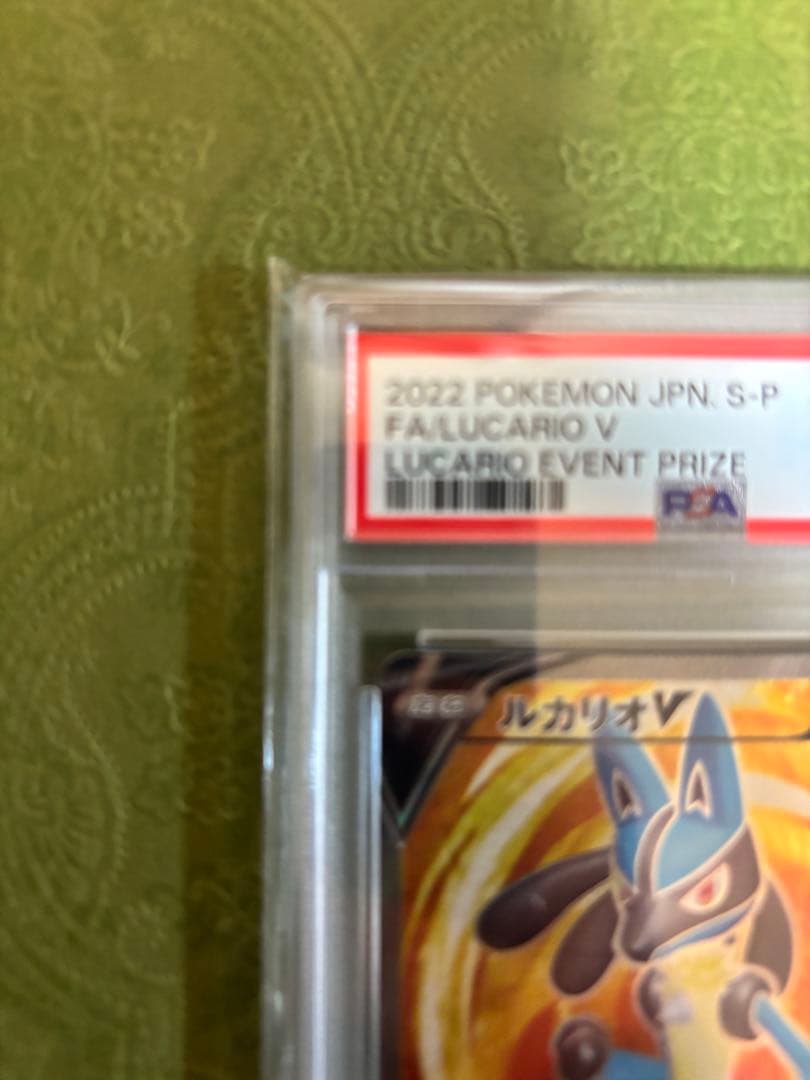 2022 POKEMON JPN. S-P
FA/LUCARIO V
LUCARIO EVENT PRIZE
PSA
ルカリオV